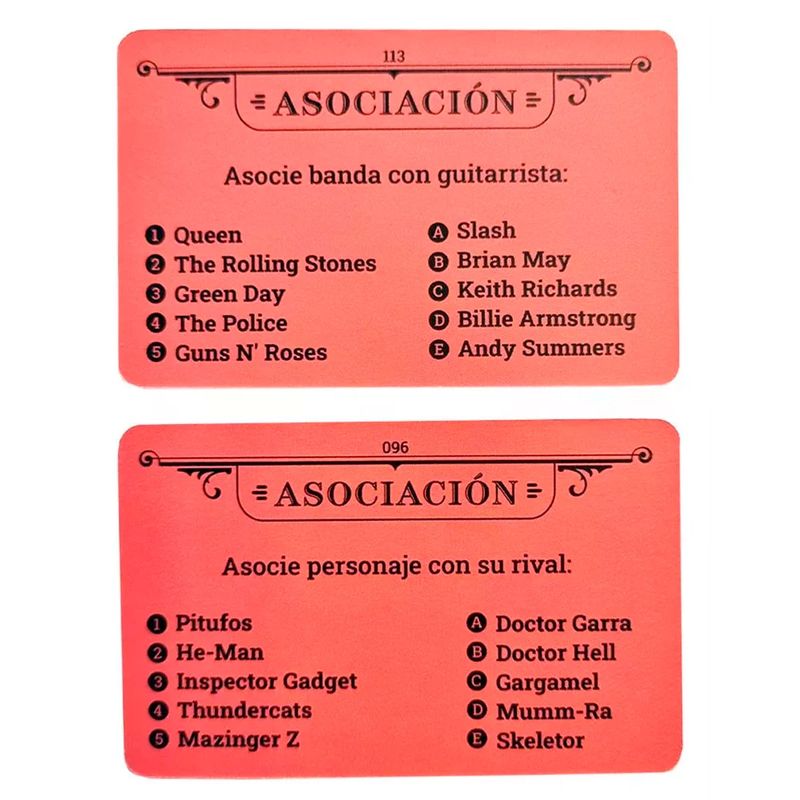 113
ASOCIACIÓN
Asocie banda con guitarrista:
1 Queen
2 The Rolling Stones
3 Green Day
4 The Police
5 Guns N' Roses
A Slash
B Brian May
C Keith Richards
D Billie Armstrong
E Andy Summers
096
ASOCIACIÓN
Asocie personaje con su rival:
1 Pitufos
2 He-Man
3 Inspector Gadget
4 Thundercats
5 Mazinger Z
A Doctor Garra
B Doctor Hell
C Gargamel
D Mumm-Ra
E Skeletor